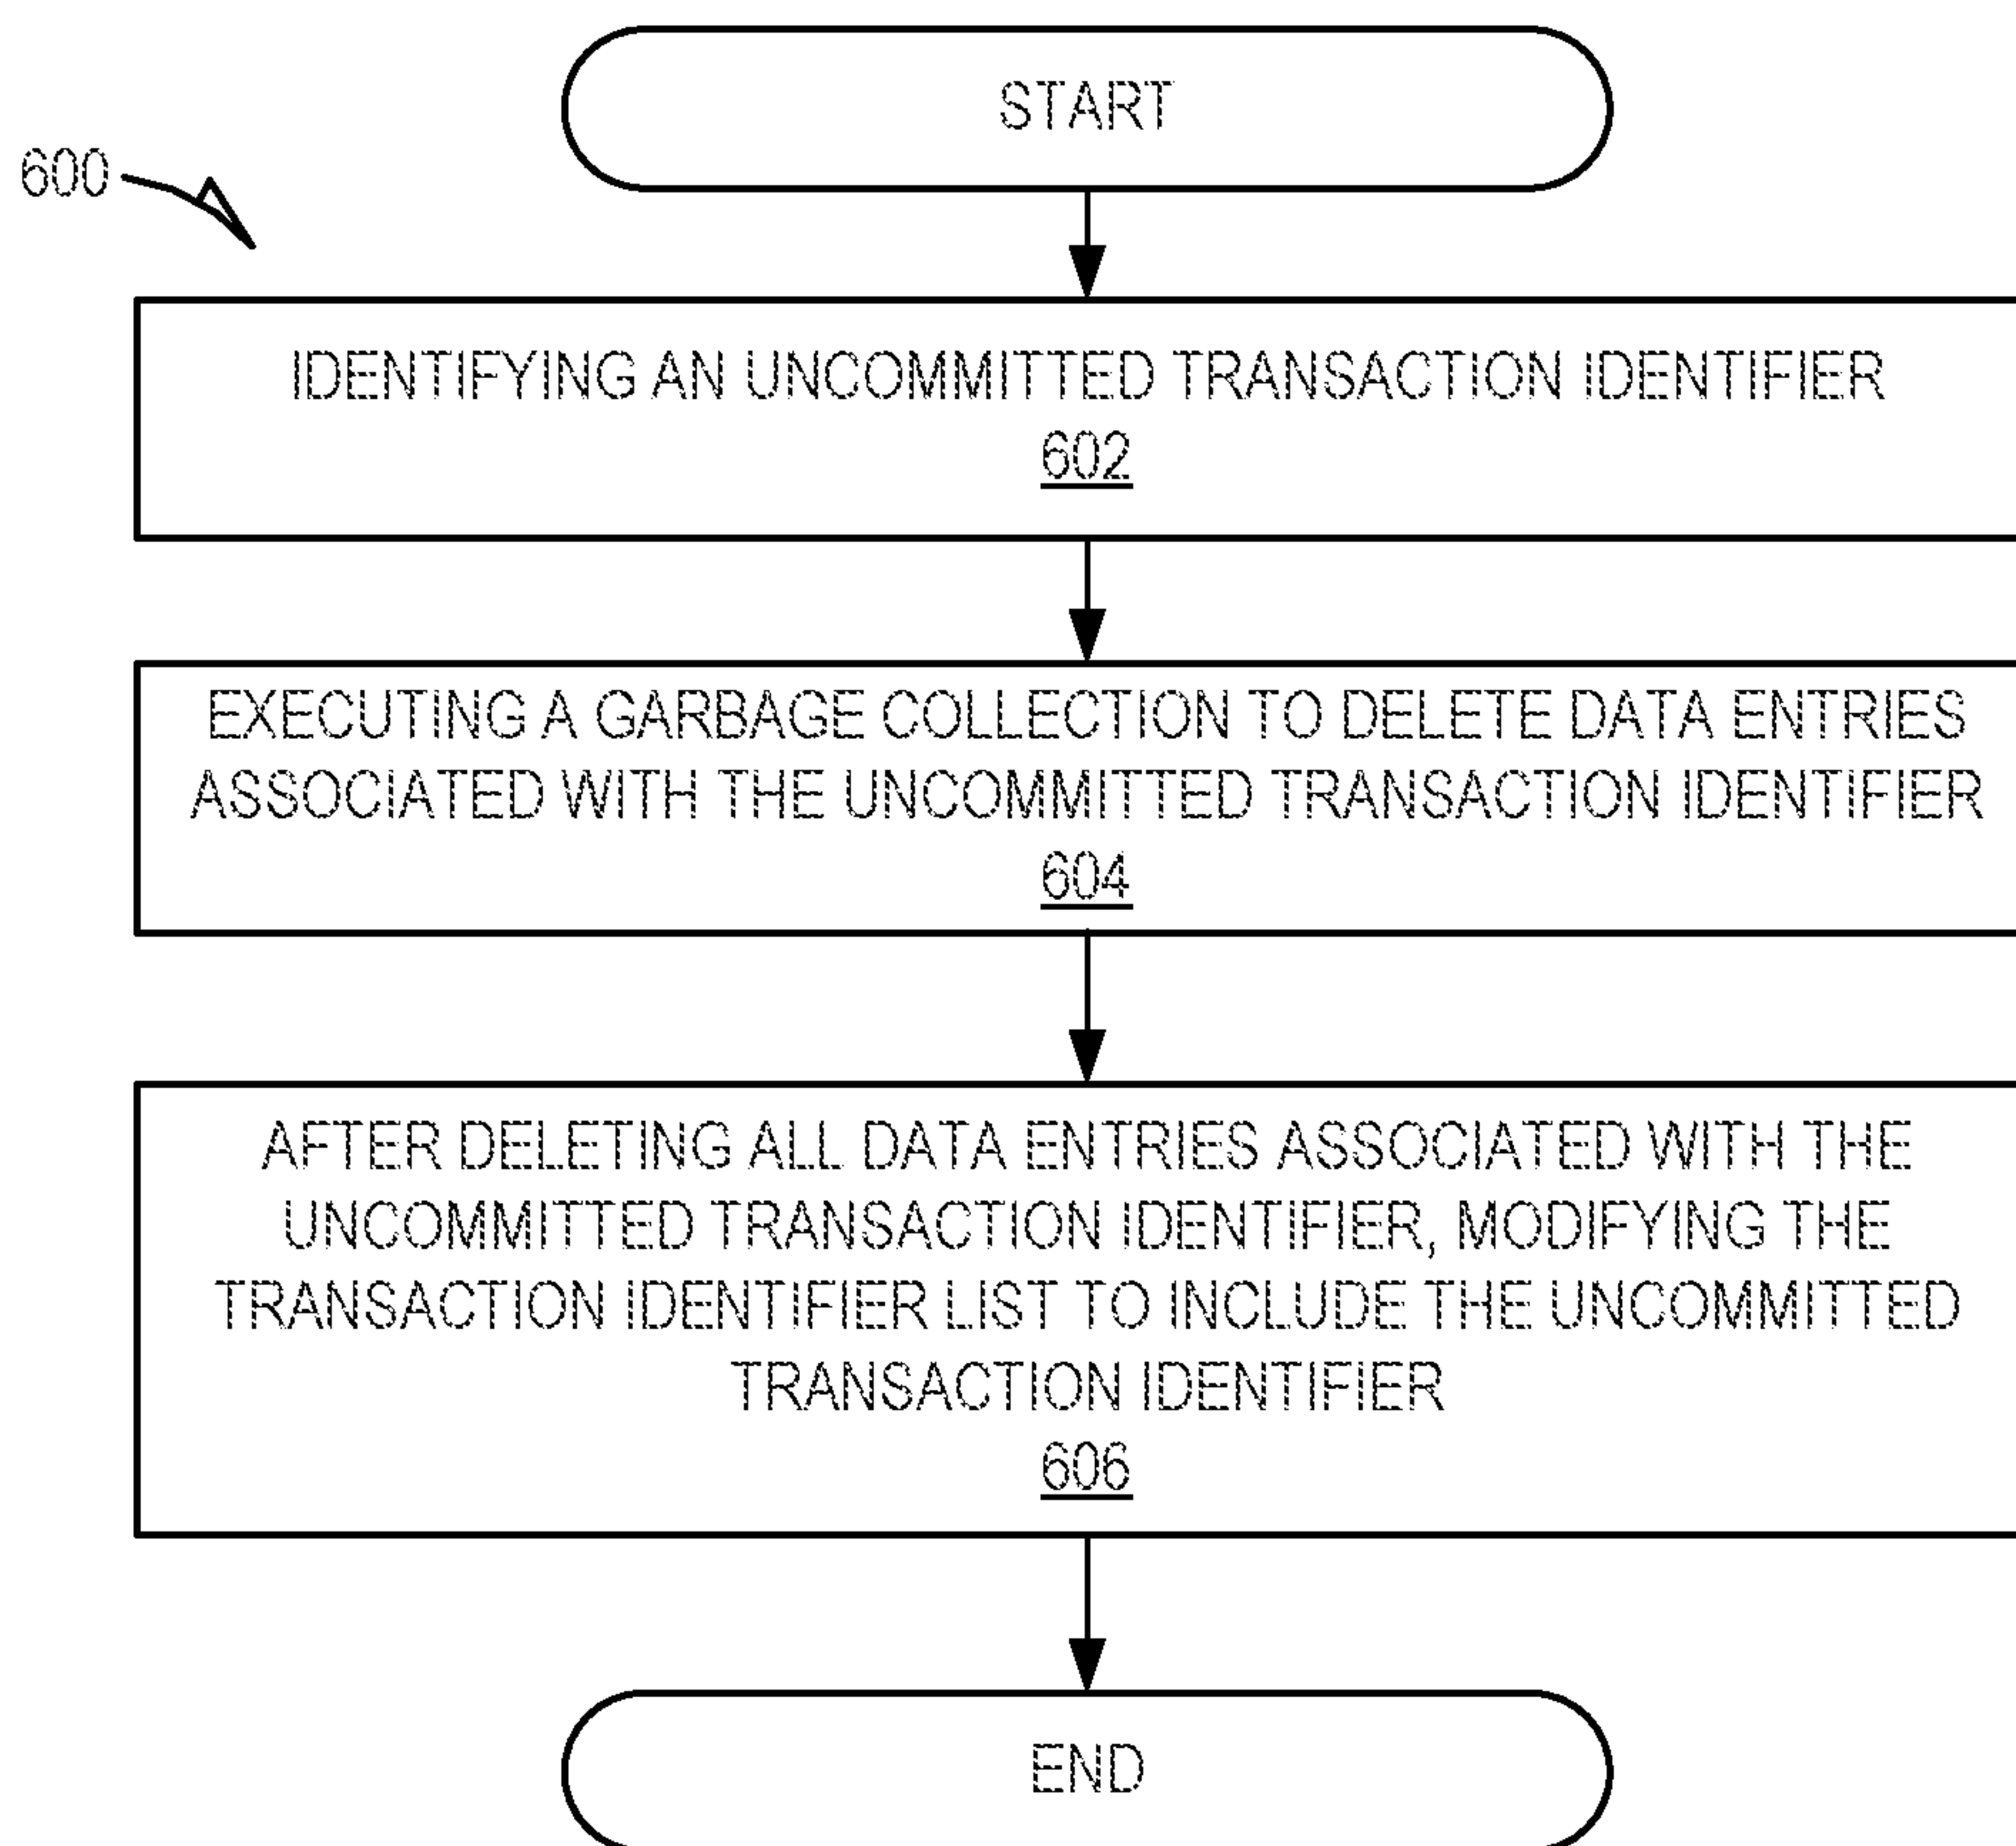 START
600
IDENTIFYING AN UNCOMMITTED TRANSACTION IDENTIFIER
602
EXECUTING A GARBAGE COLLECTION TO DELETE DATA ENTRIES
ASSOCIATED WITH THE UNCOMMITTED TRANSACTION IDENTIFIER
604
AFTER DELETING ALL DATA ENTRIES ASSOCIATED WITH THE
UNCOMMITTED TRANSACTION IDENTIFIER, MODIFYING THE
TRANSACTION IDENTIFIER LIST TO INCLUDE THE UNCOMMITTED
TRANSACTION IDENTIFIER
606
END